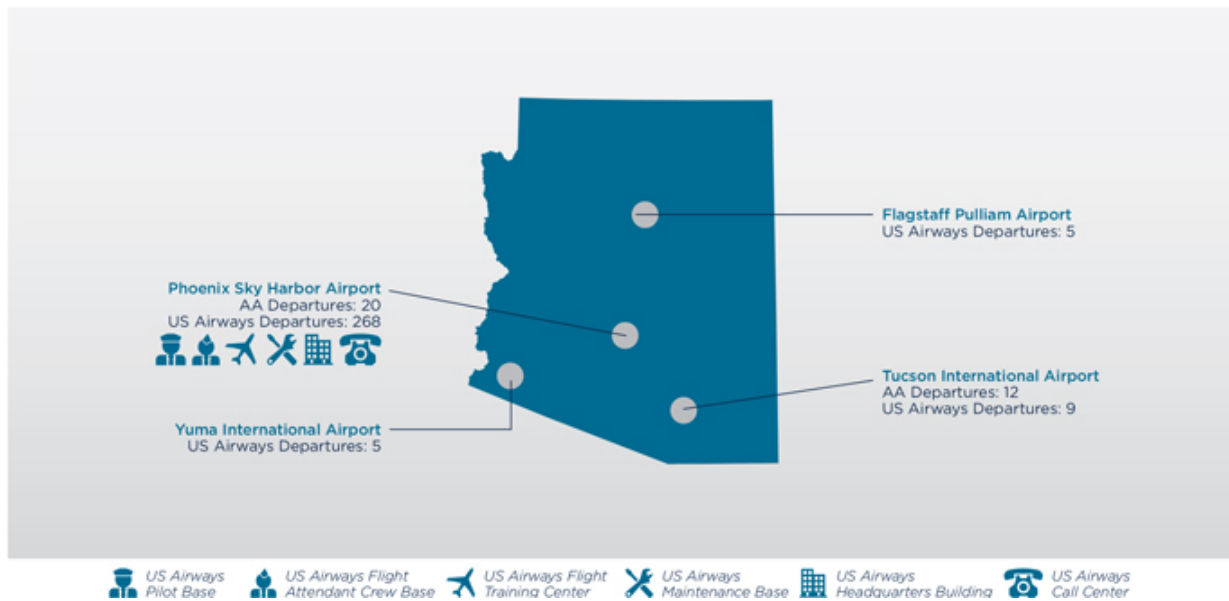 Flagstaff Pulliam Airport
US Airways Departures: 5
Phoenix Sky Harbor Airport
AA Departures: 20
US Airways Departures: 268
Tucson International Airport
AA Departures: 12
US Airways Departures: 9
Yuma International Airport
US Airways Departures: 5
US Airways
Pilot Base
US Airways Flight
Attendant Crew Base
US Airways Flight
Training Center
US Airways
Maintenance Base
US Airways
Headquarters Building
US Airways
Call Center